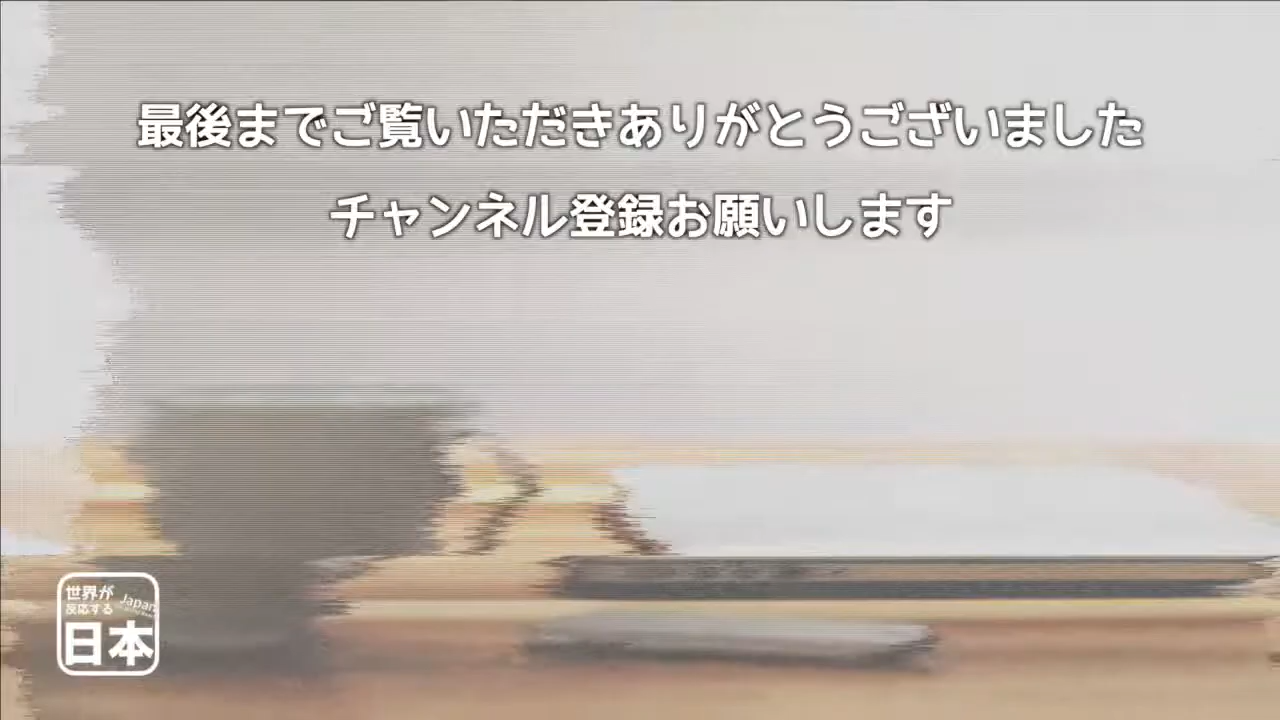 最後までご覧いただきありがとうございました
チャンネル登録お願いします
世界が
反応する
Japan
日本